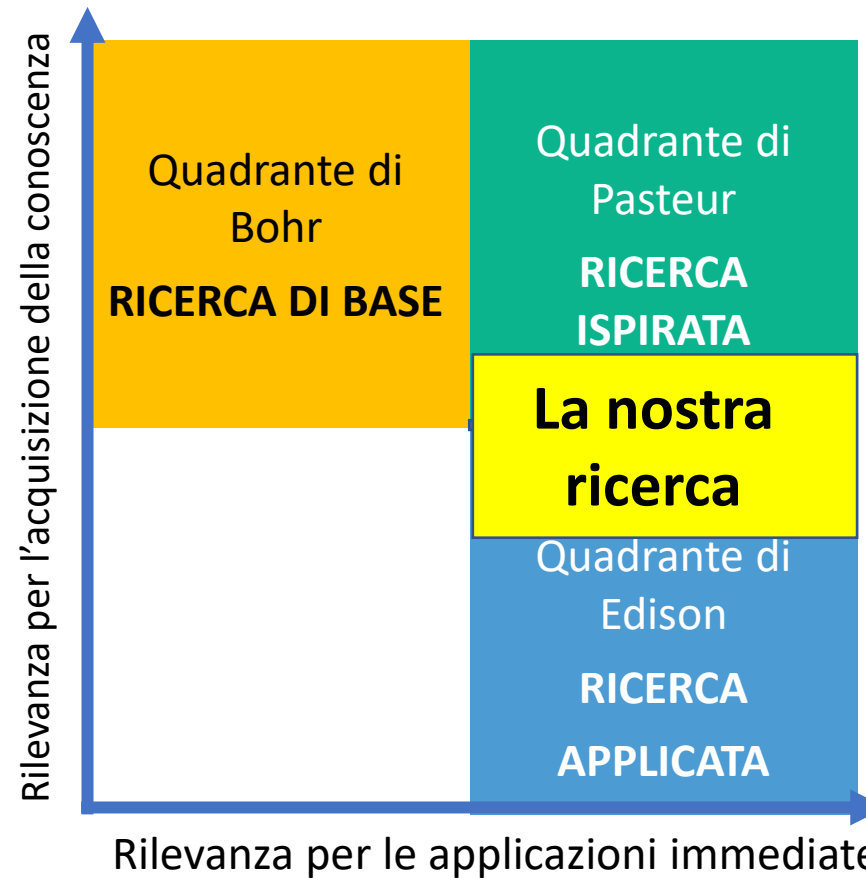 Rilevanza per l'acquisizione della conoscenza
Quadrante di
Bohr
RICERCA DI BASE
Quadrante di
Pasteur
RICERCA
ISPIRATA
La nostra
ricerca
Quadrante di
Edison
RICERCA
APPLICATA
Rilevanza per le applicazioni immediate